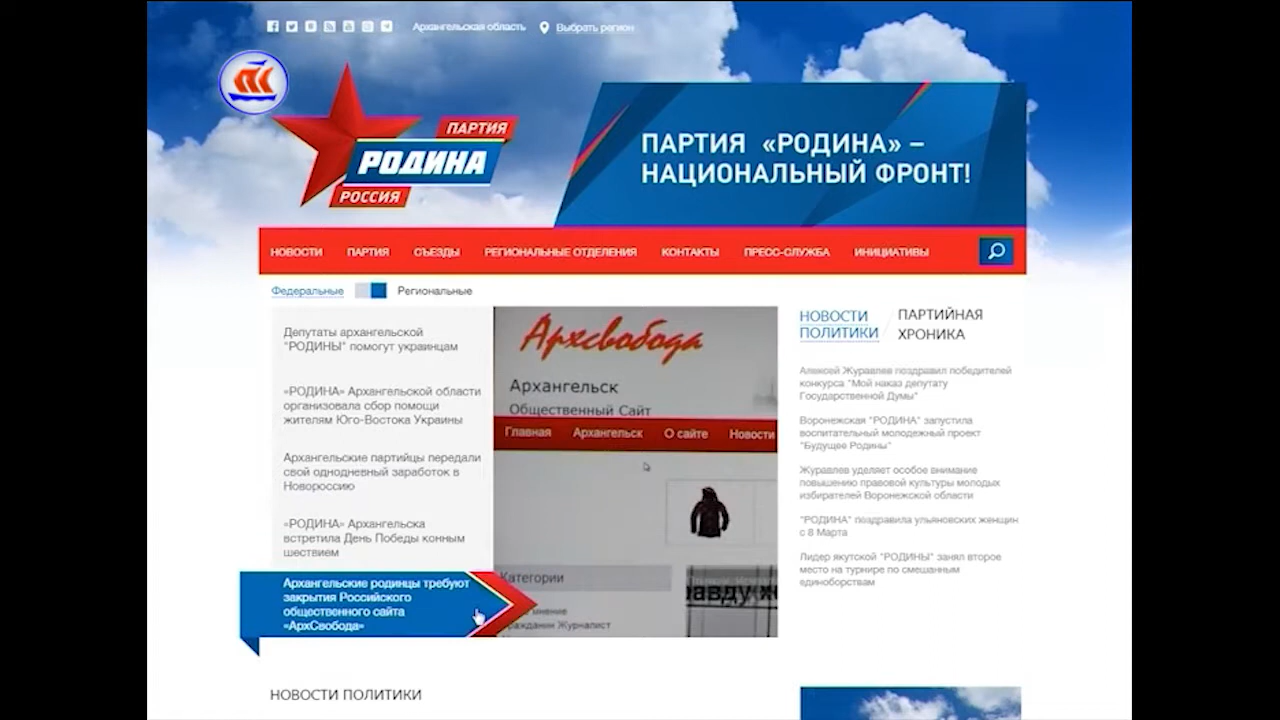 Архангельская область
Выбрать регион
ПАРТИЯ
РОДИНА
РОССИЯ
ПАРТИЯ «РОДИНА» –
НАЦИОНАЛЬНЫЙ ФРОНТ!
НОВОСТИ ПАРТИЯ СЪЕЗДЫ РЕГИОНАЛЬНЫЕ ОТДЕЛЕНИЯ КОНТАКТЫ ПРЕСС-СЛУЖБА ИНИЦИАТИВЫ
Федеральные Региональные
Депутаты архангельской
"РОДИНЫ" помогут украинцам
«РОДИНА» Архангельской области
организовала сбор помощи
жителям Юго-Востока Украины
Архангельские партийцы передали
свой однодневный заработок в
Новороссию
«РОДИНА» Архангельска
встретила День Победы конным
шествием
Архангельские родинцы требуют
закрытия Российского
общественного сайта
«АрхСвобода»
Архсвобода
Архангельск
Общественный Сайт
Главная Архангельск О сайте Новости
Категории
мнение
Журналист
НОВОСТИ
ПОЛИТИКИ
ПАРТИЙНАЯ
ХРОНИКА
Алексей Журавлев поздравил победителей
конкурса "Мой наказ депутату
Государственной Думы"
Воронежская "РОДИНА" запустила
воспитательный молодежный проект
"Будущее Родины"
Журавлев уделяет особое внимание
повышению правовой культуры молодых
избирателей Воронежской области
"РОДИНА" поздравила ульяновских женщин
с 8 Марта
Лидер якутской "РОДИНЫ" занял второе
место на турнире по смешанным
единоборствам
НОВОСТИ ПОЛИТИКИ